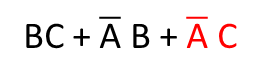 BC + A̅ B + A̅ C